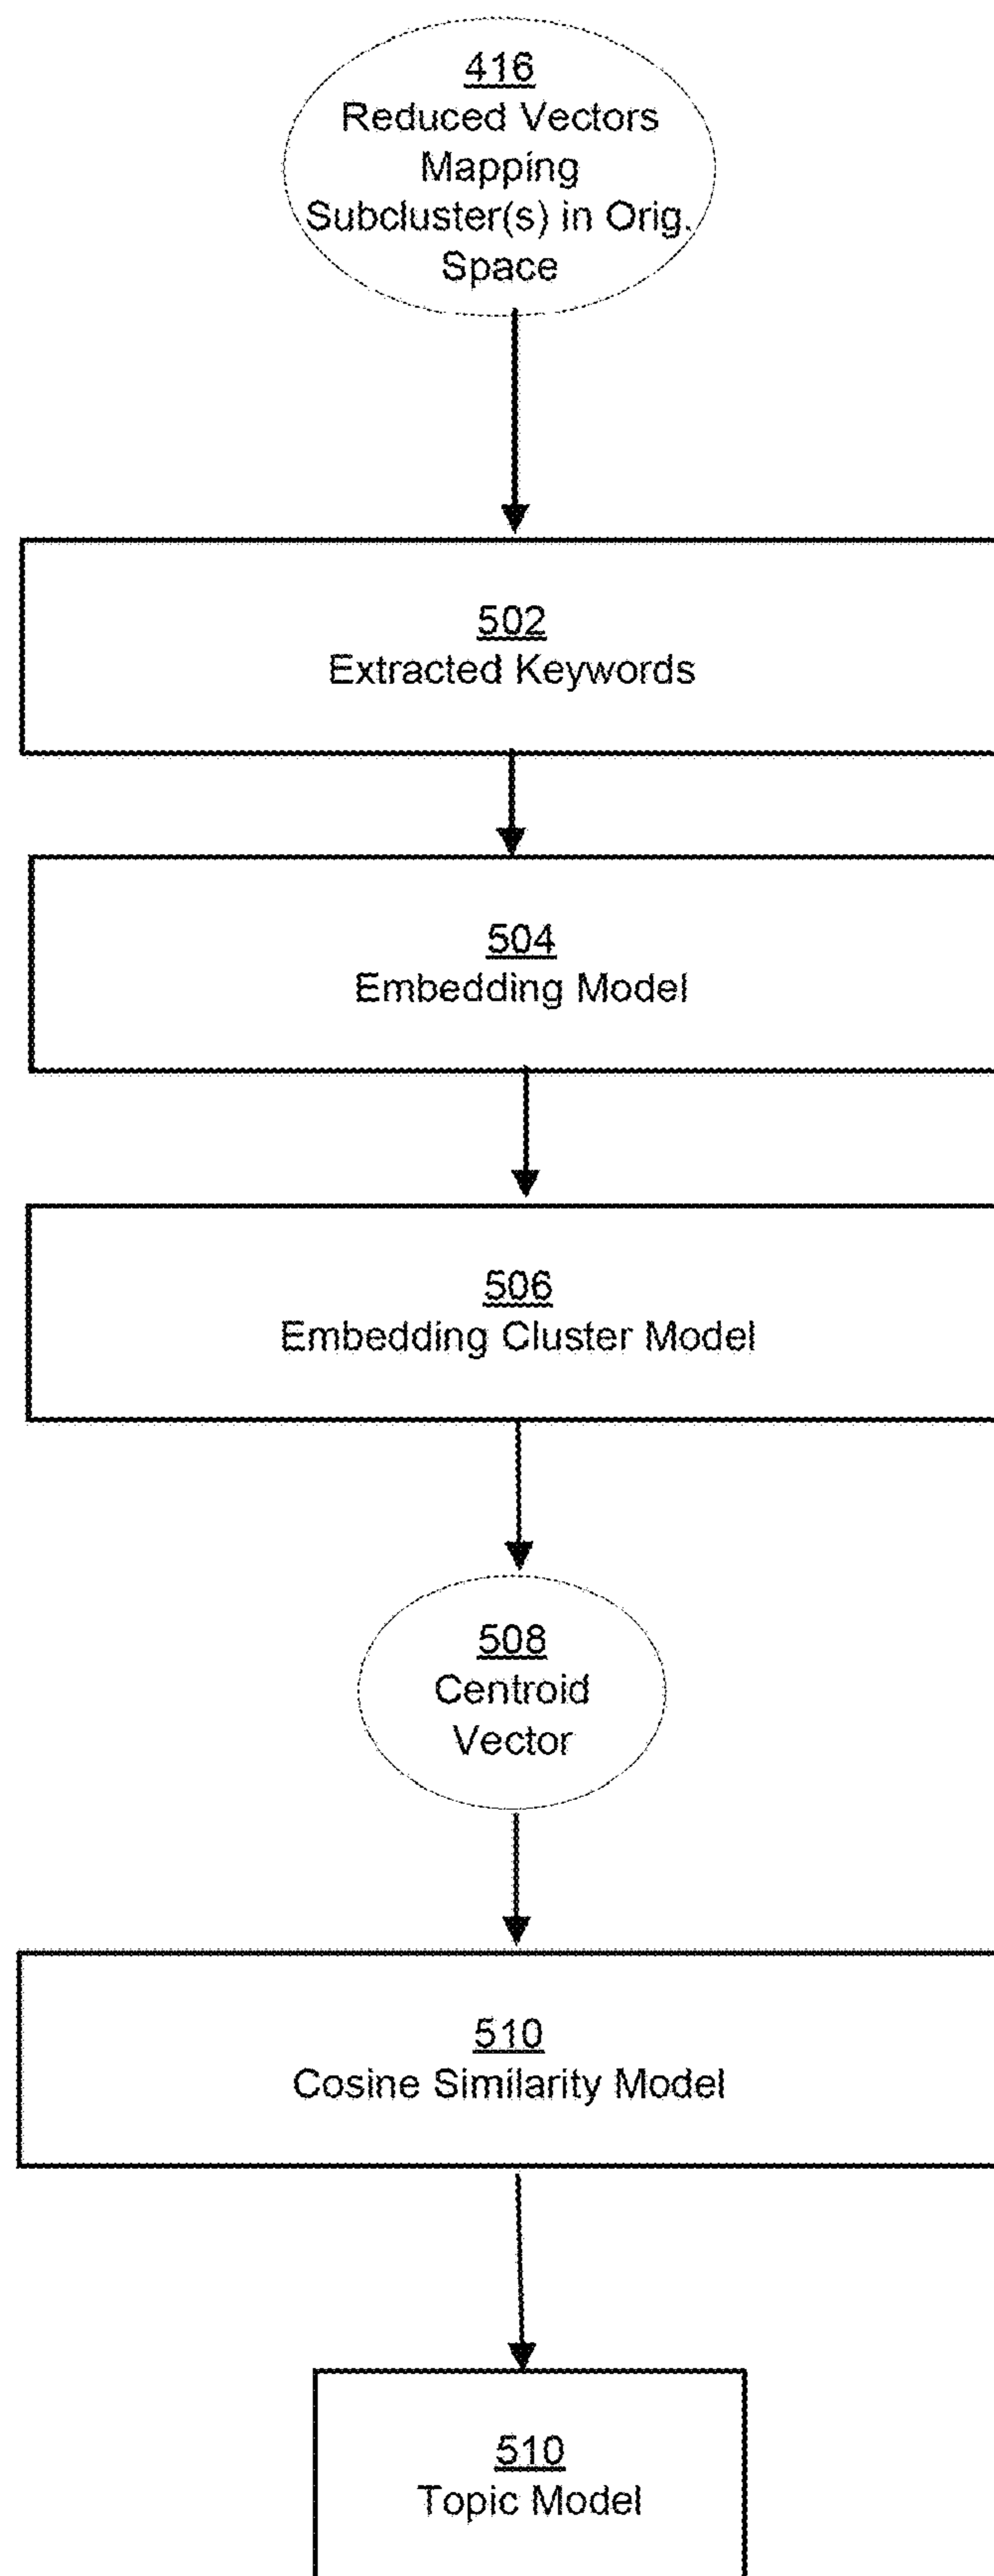 416
Reduced Vectors
Mapping
Subcluster(s) in Orig.
Space
502
Extracted Keywords
504
Embedding Model
506
Embedding Cluster Model
508
Centroid
Vector
510
Cosine Similarity Model
510
Topic Model